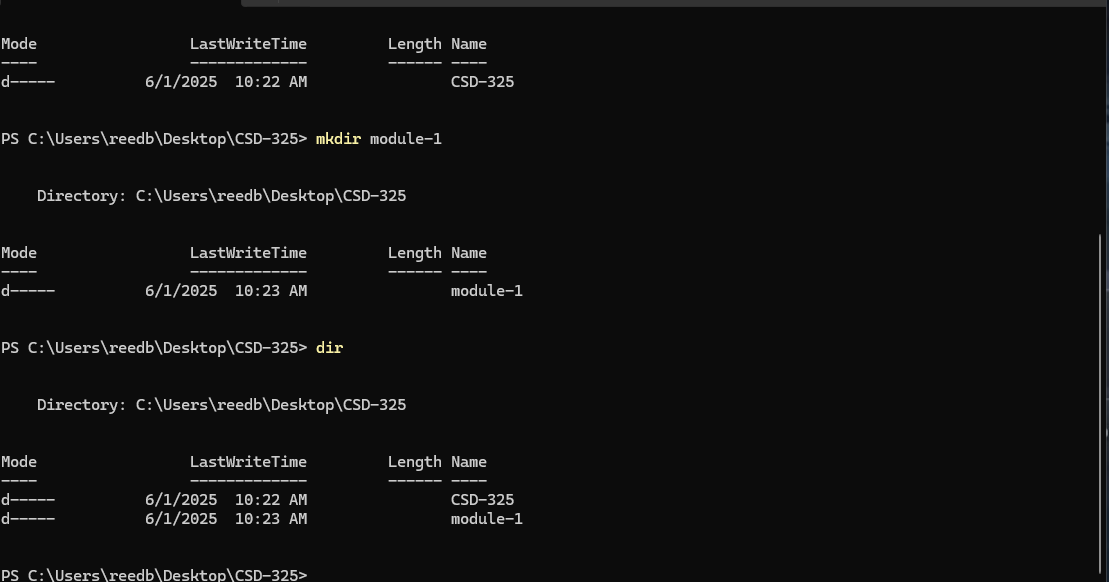 Mode                 LastWriteTime         Length Name
----                 -------------         ------ ----
d-----          6/1/2025  10:22 AM                CSD-325
PS C:\Users\reedb\Desktop\CSD-325> mkdir module-1
    Directory: C:\Users\reedb\Desktop\CSD-325
Mode                 LastWriteTime         Length Name
----                 -------------         ------ ----
d-----          6/1/2025  10:23 AM                module-1
PS C:\Users\reedb\Desktop\CSD-325> dir
    Directory: C:\Users\reedb\Desktop\CSD-325
Mode                 LastWriteTime         Length Name
----                 -------------         ------ ----
d-----          6/1/2025  10:22 AM                CSD-325
d-----          6/1/2025  10:23 AM                module-1
PS C:\Users\reedb\Desktop\CSD-325>